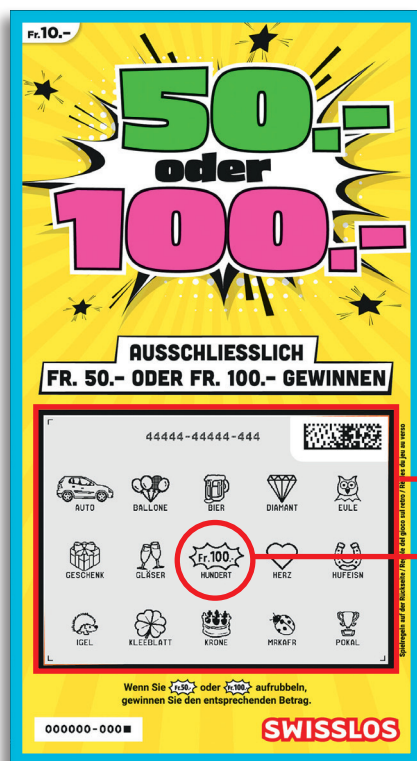 Fr.10.–
50.–
oder
100.–
AUSSCHLIESSLICH
FR. 50.– ODER FR. 100.– GEWINNEN
44444-44444-444
AUTO BALLONE BIER DIAMANT EULE
Fr.100.-
GESCHENK GLÄSER HUNDERT HERZ HUFEISN
IGEL KLEEBLATT KRONE MRKAFR POKAL
Spielregeln auf der Rückseite / Regole del gioco sul retro / Règles du jeu au verso
Wenn Sie Fr.50.- oder Fr.100.- aufrubbeln,
gewinnen Sie den entsprechenden Betrag.
000000-000■
SWISSLOS